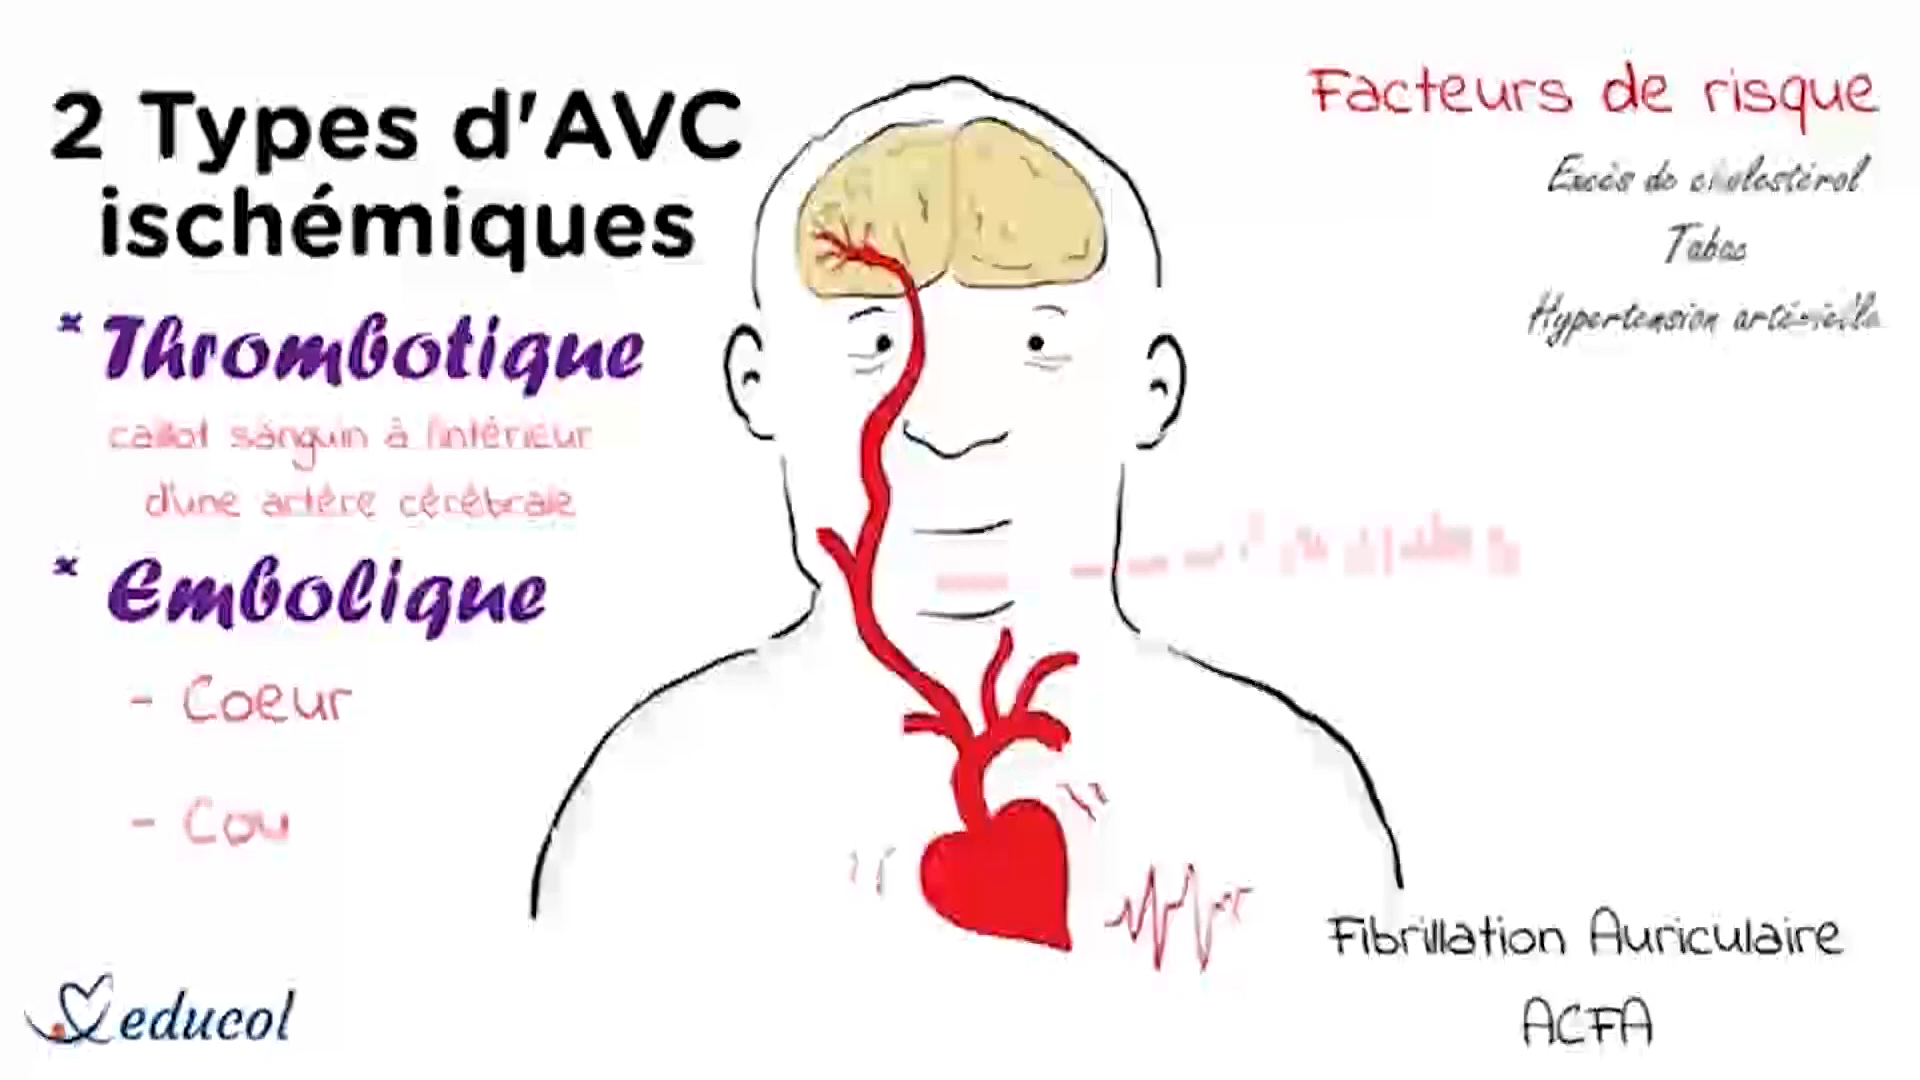 2 Types d'AVC
ischémiques
* Thrombotique
caillot sanguin à l'intérieur
d'une artère cérébrale
* Embolique
- Coeur
- Cou
educol
Facteurs de risque
Excès de cholestérol
Tabac
Hypertension artérielle
Fibrillation Auriculaire
ACFA